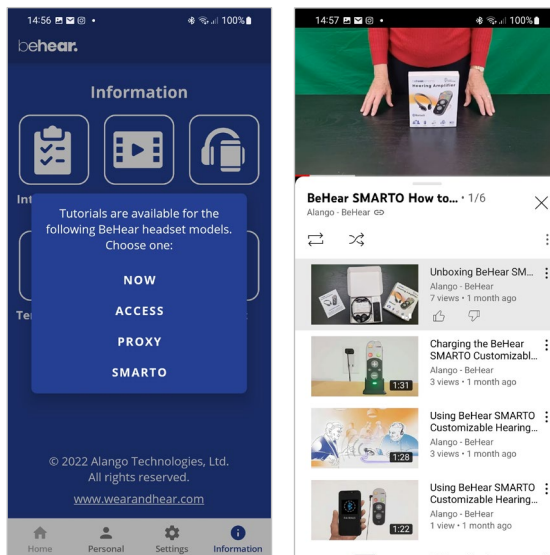 14:56
100%
behear.
Information
Int
Tutorials are available for the
following BeHear headset models.
Choose one:
NOW
ACCESS
PROXY
SMARTO
Te
© 2022 Alango Technologies, Ltd.
All rights reserved.
www.wearandhear.com
Home
Personal
Settings
Information
14:57
100%
Hearing Amplifier
BeHear SMARTO How to... • 1/6
Alango - BeHear
Unboxing BeHear SM...
Alango - BeHear
7 views • 1 month ago
Charging the BeHear
SMARTO Customizabl...
Alango - BeHear
3 views • 1 month ago
1:31
Using BeHear SMARTO
Customizable Hearing...
Alango - BeHear
3 views • 1 month ago
1:28
Using BeHear SMARTO
Customizable Hearing...
Alango - BeHear
1 view • 1 month ago
1:22